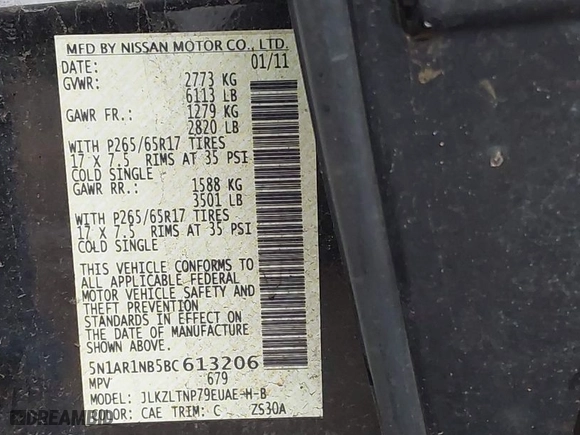 MFD BY NISSAN MOTOR CO., LTD.
DATE: 01/11
GVWR: 2773 KG
6113 LB
GAWR FR.: 1279 KG
2820 LB
WITH P265/65R17 TIRES
17 X 7.5 RIMS AT 35 PSI
COLD SINGLE
GAWR RR.: 1588 KG
3501 LB
WITH P265/65R17 TIRES
17 X 7.5 RIMS AT 35 PSI
COLD SINGLE
THIS VEHICLE CONFORMS TO
ALL APPLICABLE FEDERAL
MOTOR VEHICLE SAFETY AND
THEFT PREVENTION
STANDARDS IN EFFECT ON
THE DATE OF MANUFACTURE
SHOWN ABOVE.
5N1AR1NB5BC613206
MPV 679
MODEL: JLKZLTNP79EUAE-H-B
COLOR: CAE TRIM: C ZS30A
DREAMBID